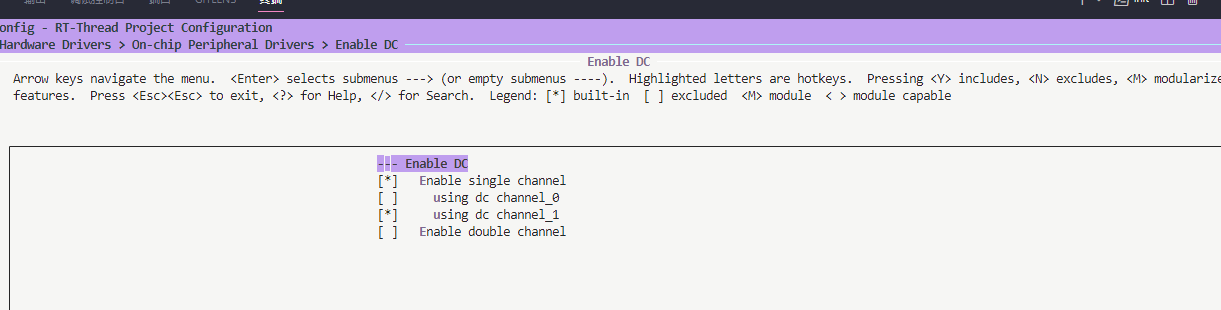 onfig - RT-Thread Project Configuration
Hardware Drivers > On-chip Peripheral Drivers > Enable DC
Enable DC
Arrow keys navigate the menu.  <Enter> selects submenus ---> (or empty submenus ----).  Highlighted letters are hotkeys.  Pressing <Y> includes, <N> excludes, <M> modularize
features.  Press <Esc><Esc> to exit, <?> for Help, </> for Search.  Legend: [*] built-in  [ ] excluded  <M> module  < > module capable
--- Enable DC
[*]   Enable single channel
[ ]     using dc channel_0
[*]     using dc channel_1
[ ]   Enable double channel